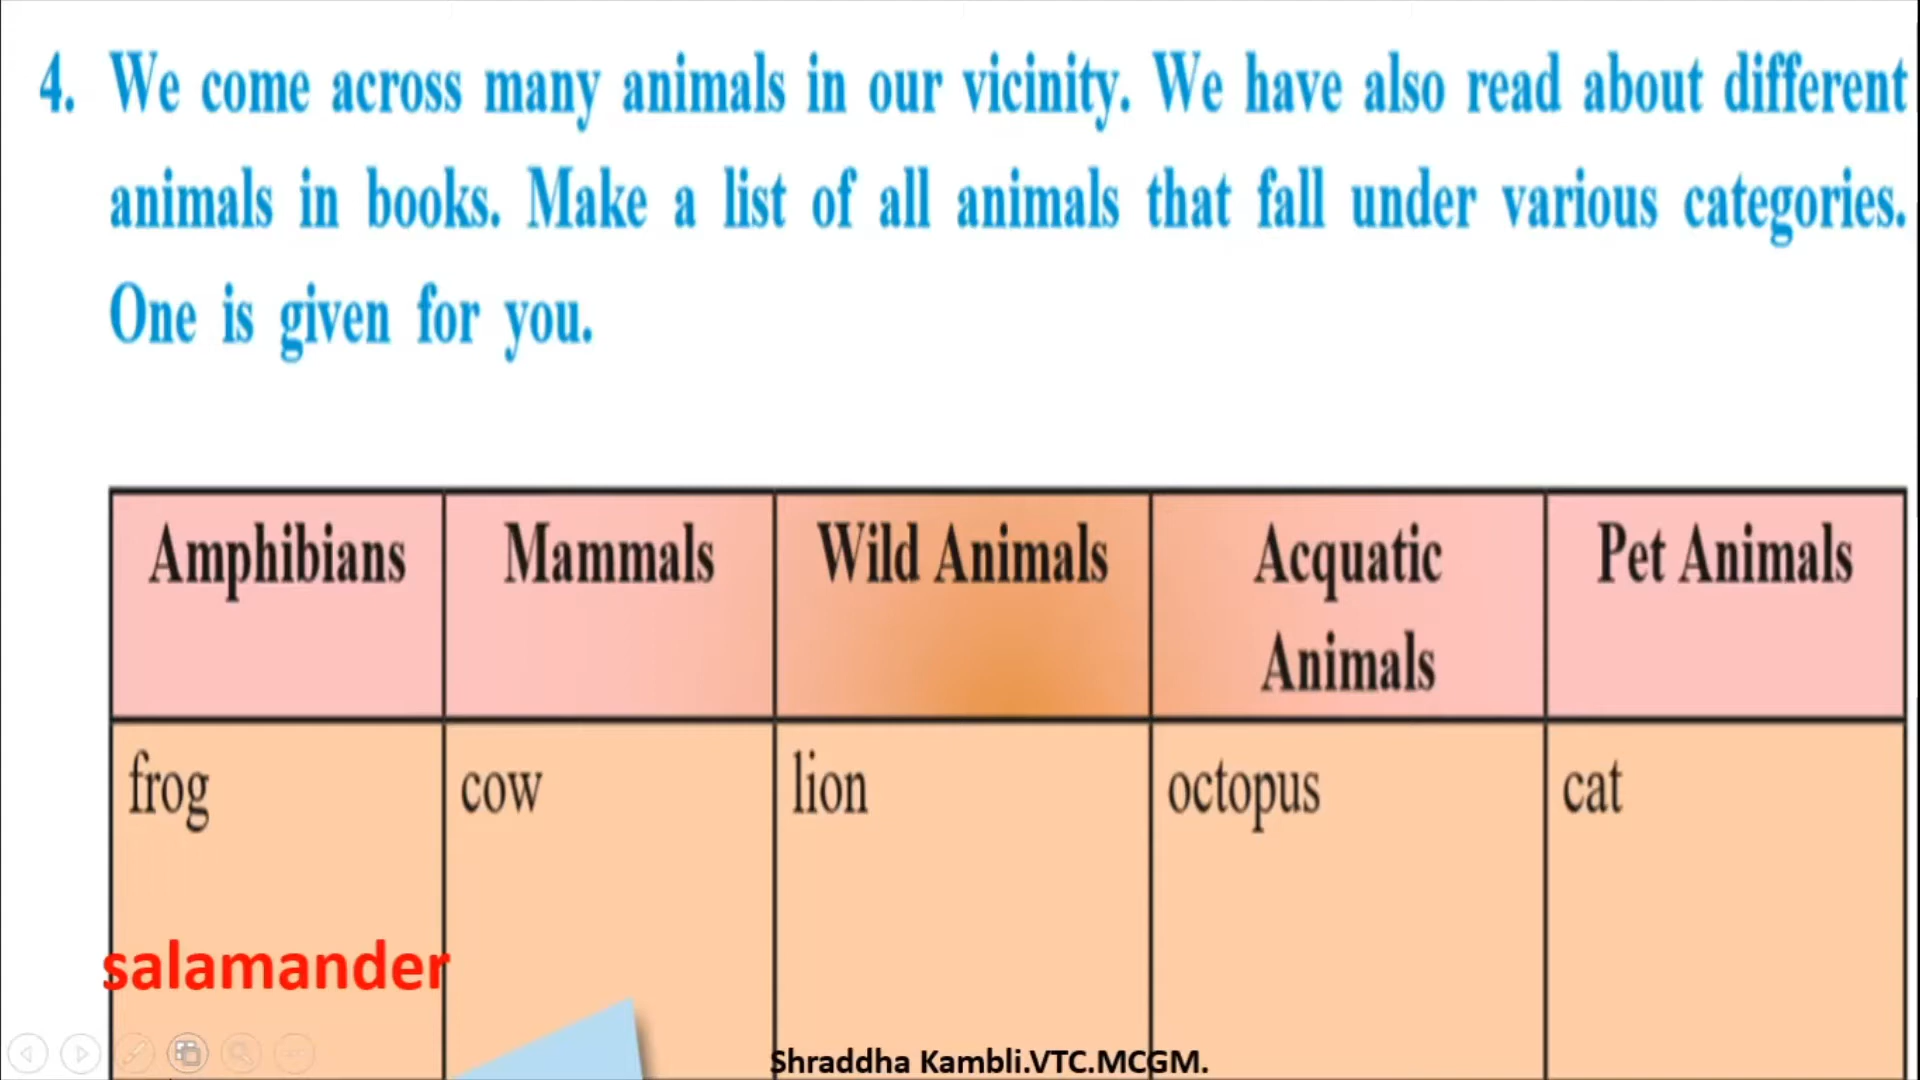 4. We come across many animals in our vicinity. We have also read about different
animals in books. Make a list of all animals that fall under various categories.
One is given for you.
Amphibians Mammals Wild Animals Acquatic Animals Pet Animals
frog cow lion octopus cat
salamander
Shraddha Kambli.VTC.MCGM.